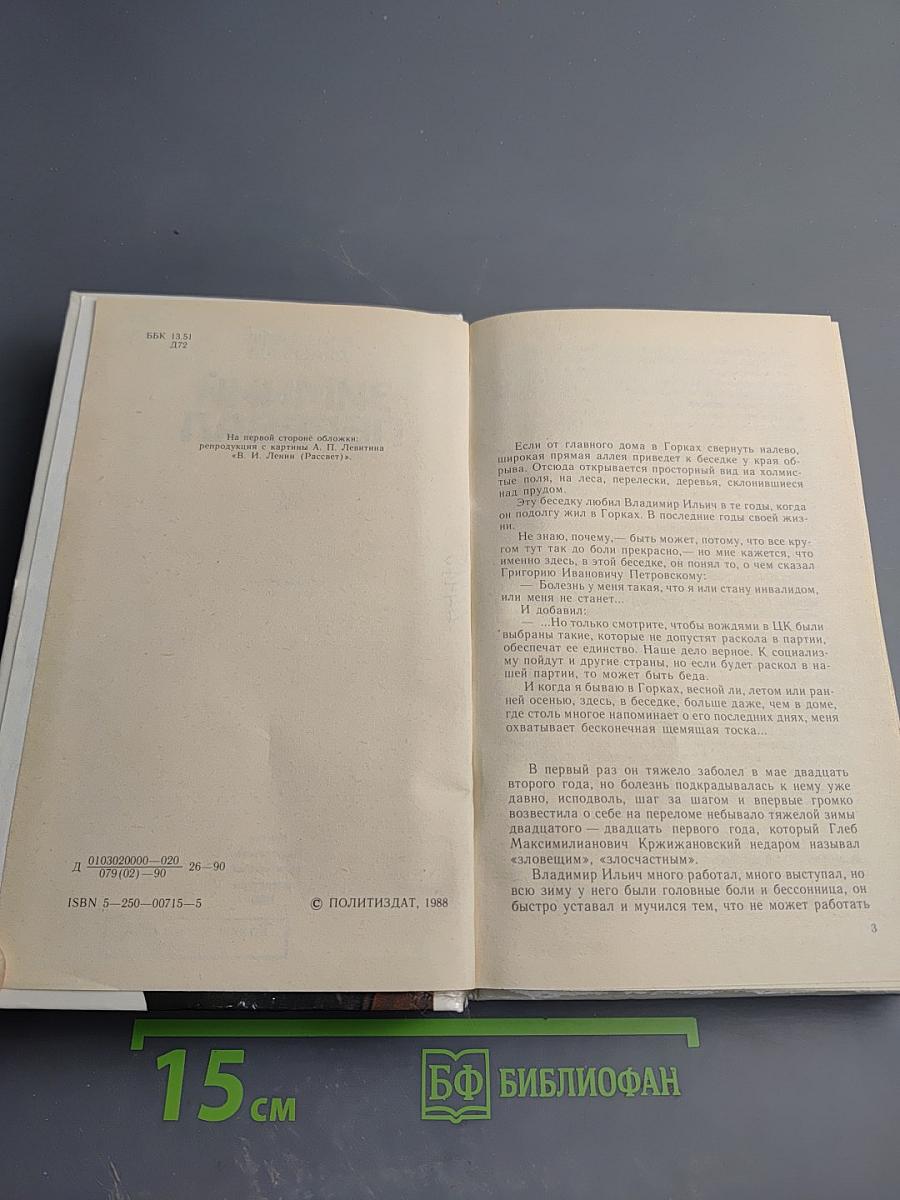 ББК 13.51
Д72
На первой стороне обложки:
репродукция с картины А. П. Левитина
«В. И. Ленин (Рассвет)».
Д 0103020000—020 26—90
079(02)—90
ISBN 5—250—00715—5
© ПОЛИТИЗДАТ, 1988
Если от главного дома в Горках свернуть налево,
широкая прямая аллея приведет к беседке у края об-
рыва. Отсюда открывается просторный вид на холмис-
тые поля, на леса, перелески, деревья, склонившиеся
над прудом.
Эту беседку любил Владимир Ильич в те годы, когда
он подолгу жил в Горках. В последние годы своей жиз-
ни.
Не знаю, почему,— быть может, потому, что все кру-
гом тут так до боли прекрасно,— но мне кажется, что
именно здесь, в этой беседке, он понял то, о чем сказал
Григорию Ивановичу Петровскому:
— Болезнь у меня такая, что я или стану инвалидом,
или меня не станет...
И добавил:
— ...Но только смотрите, чтобы вождями в ЦК были
выбраны такие, которые не допустят раскола в партии,
обеспечат ее единство. Наше дело верное. К социализ-
му пойдут и другие страны, но если будет раскол в на-
шей партии, то может быть беда.
И когда я бываю в Горках, весной ли, летом или ран-
ней осенью, здесь, в беседке, больше даже, чем в доме,
где столь многое напоминает о его последних днях, меня
охватывает бесконечная щемящая тоска...
В первый раз он тяжело заболел в мае двадцать
второго года, но болезнь подкрадывалась к нему уже
давно, исподволь, шаг за шагом и впервые громко
возвестила о себе на переломе небывало тяжелой зимы
двадцатого — двадцать первого года, который Глеб
Максимилианович Кржижановский недаром называл
«зловещим», «злосчастным».
Владимир Ильич много работал, много выступал, но
всю зиму у него были головные боли и бессонница, он
быстро уставал и мучился тем, что не может работать
3
15 см
БФ БИБЛИОФАН